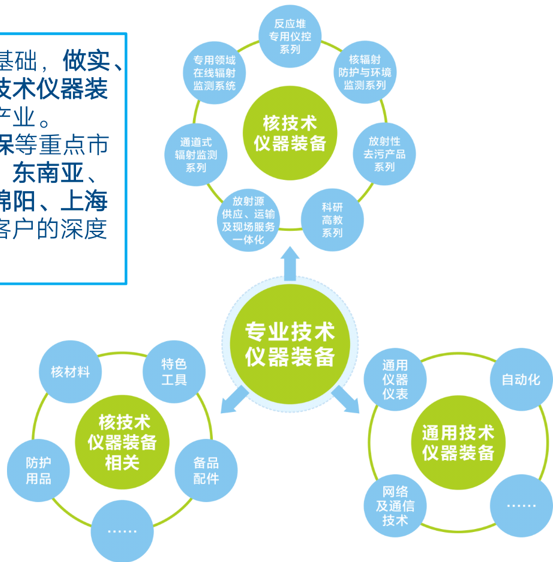 基础，做实、
技术仪器装
产业。
保等重点市
东南亚、
绵阳、上海
客户的深度
反应堆
专用仪控
系列
专用领域
在线辐射
监测系统
核辐射
防护与环境
监测系列
核技术
仪器装备
通道式
辐射监测
系列
放射性
去污产品
系列
放射源
供应、运输
及现场服务
一体化
科研
高教
系列
专业技术
仪器装备
核材料
特色
工具
核技术
仪器装备
相关
防护
用品
备品
配件
……
通用
仪器
仪表
自动化
通用技术
仪器装备
网络
及通信
技术
……